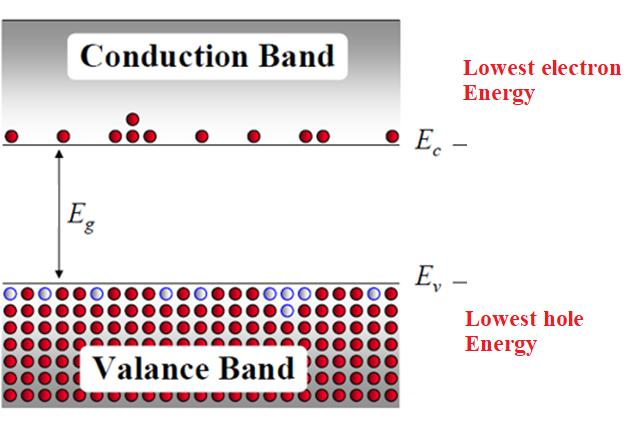 Conduction Band
Lowest electron
Energy
E_c
E_g
E_v
Lowest hole
Energy
Valance Band